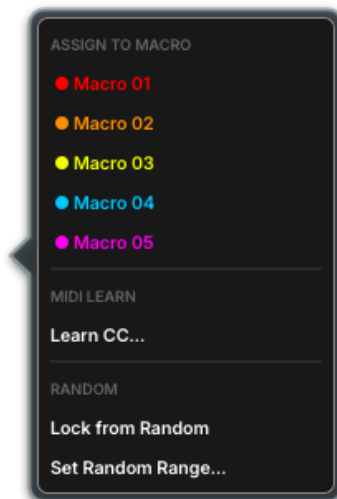 ASSIGN TO MACRO
Macro 01
Macro 02
Macro 03
Macro 04
Macro 05
MIDI LEARN
Learn CC...
RANDOM
Lock from Random
Set Random Range...